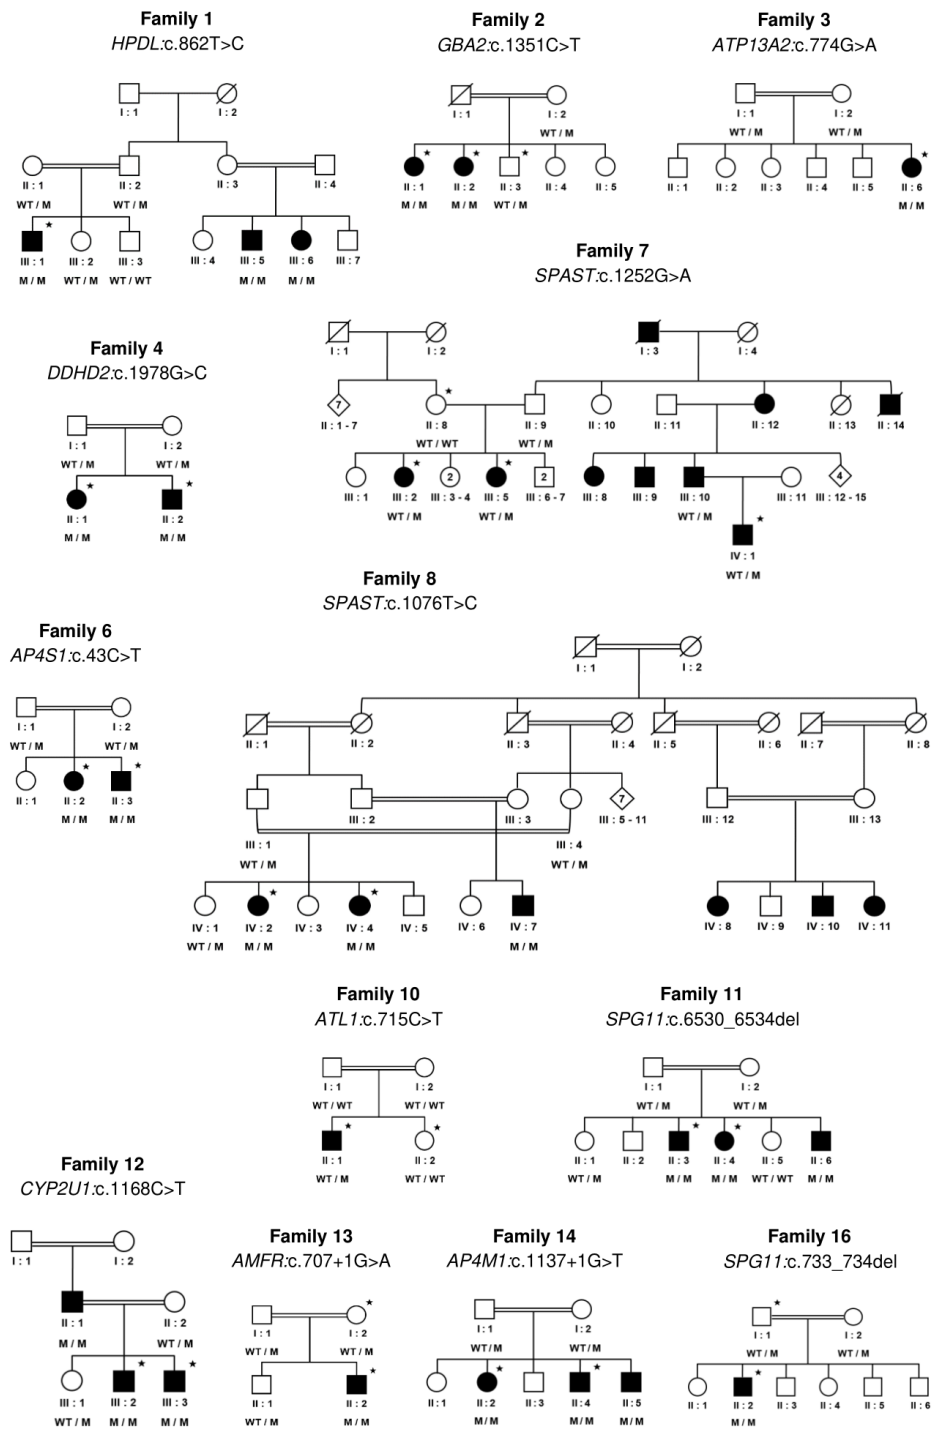 Family 1
HPDL:c.862T>C
I : 1 I : 2
II : 1 II : 2 II : 3 II : 4
WT / M WT / M
III : 1 III : 2 III : 3 III : 4 III : 5 III : 6 III : 7
M / M WT / M WT / WT M / M M / M
Family 2
GBA2:c.1351C>T
I : 1 I : 2
WT / M
II : 1 II : 2 II : 3 II : 4 II : 5
M / M M / M WT / M
Family 3
ATP13A2:c.774G>A
I : 1 I : 2
WT / M WT / M
II : 1 II : 2 II : 3 II : 4 II : 5 II : 6
M / M
Family 4
DDHD2:c.1978G>C
I : 1 I : 2
WT / M WT / M
II : 1 II : 2
M / M M / M
Family 7
SPAST:c.1252G>A
I : 1 I : 2 I : 3 I : 4
7
II : 1 - 7 II : 8 II : 9 II : 10 II : 11 II : 12 II : 13 II : 14
WT / WT WT / M
2 2 4
III : 1 III : 2 III : 3 - 4 III : 5 III : 6 - 7 III : 8 III : 9 III : 10 III : 11 III : 12 - 15
WT / M WT / M WT / M
IV : 1
WT / M
Family 6
AP4S1:c.43C>T
I : 1 I : 2
WT / M WT / M
II : 1 II : 2 II : 3
M / M M / M
Family 8
SPAST:c.1076T>C
I : 1 I : 2
II : 1 II : 2 II : 3 II : 4 II : 5 II : 6 II : 7 II : 8
7
III : 2 III : 3 III : 5 - 11 III : 12 III : 13
III : 1 III : 4
WT / M WT / M
IV : 1 IV : 2 IV : 3 IV : 4 IV : 5 IV : 6 IV : 7 IV : 8 IV : 9 IV : 10 IV : 11
WT / M M / M M / M M / M
Family 10
ATL1:c.715C>T
I : 1 I : 2
WT / WT WT / WT
II : 1 II : 2
WT / M WT / WT
Family 11
SPG11:c.6530_6534del
I : 1 I : 2
WT / M WT / M
II : 1 II : 2 II : 3 II : 4 II : 5 II : 6
WT / M M / M M / M WT / WT M / M
Family 12
CYP2U1:c.1168C>T
I : 1 I : 2
II : 1 II : 2
M / M WT / M
III : 1 III : 2 III : 3
WT / M M / M M / M
Family 13
AMFR:c.707+1G>A
I : 1 I : 2
WT / M WT / M
II : 1 II : 2
WT / M M / M
Family 14
AP4M1:c.1137+1G>T
I : 1 I : 2
WT / M WT / M
II : 1 II : 2 II : 3 II : 4 II : 5
M / M M / M M / M
Family 16
SPG11:c.733_734del
I : 1 I : 2
WT / M WT / M
II : 1 II : 2 II : 3 II : 4 II : 5 II : 6
M / M